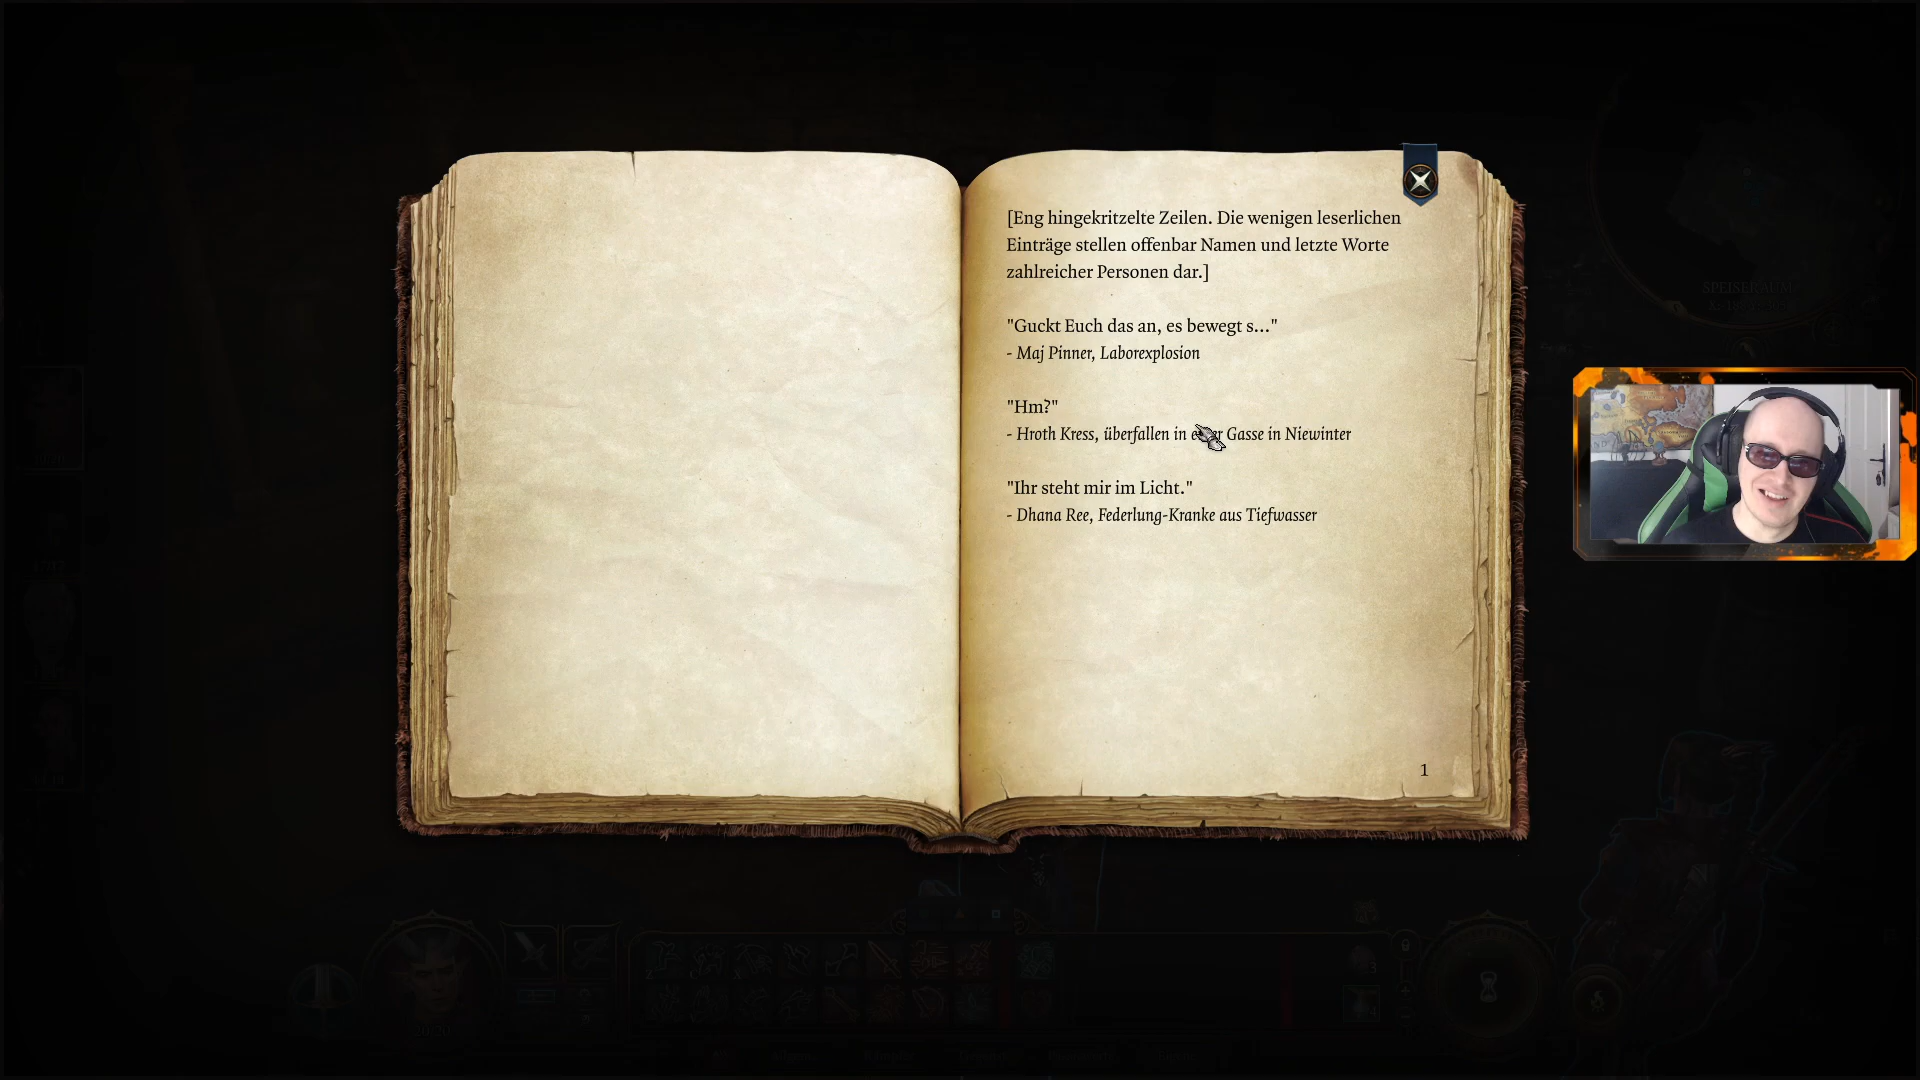 [Eng hingekritzelte Zeilen. Die wenigen leserlichen
Einträge stellen offenbar Namen und letzte Worte
zahlreicher Personen dar.]
"Guckt Euch das an, es bewegt s..."
- Maj Pinner, Laborexplosion
"Hm?"
- Hroth Kress, überfallen in Gasse in Niewinter
"Ihr steht mir im Licht."
- Dhana Ree, Federlung-Kranke aus Tiefwasser
1
SPEISERAUM